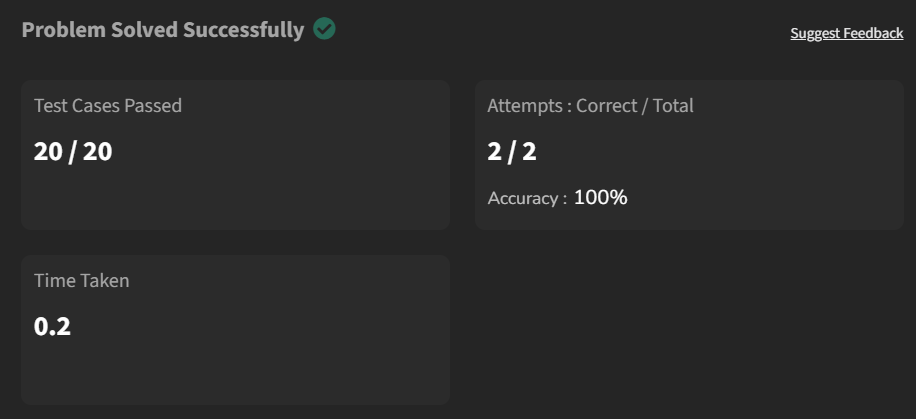 Problem Solved Successfully
Suggest Feedback
Test Cases Passed
20 / 20
Attempts : Correct / Total
2 / 2
Accuracy : 100%
Time Taken
0.2